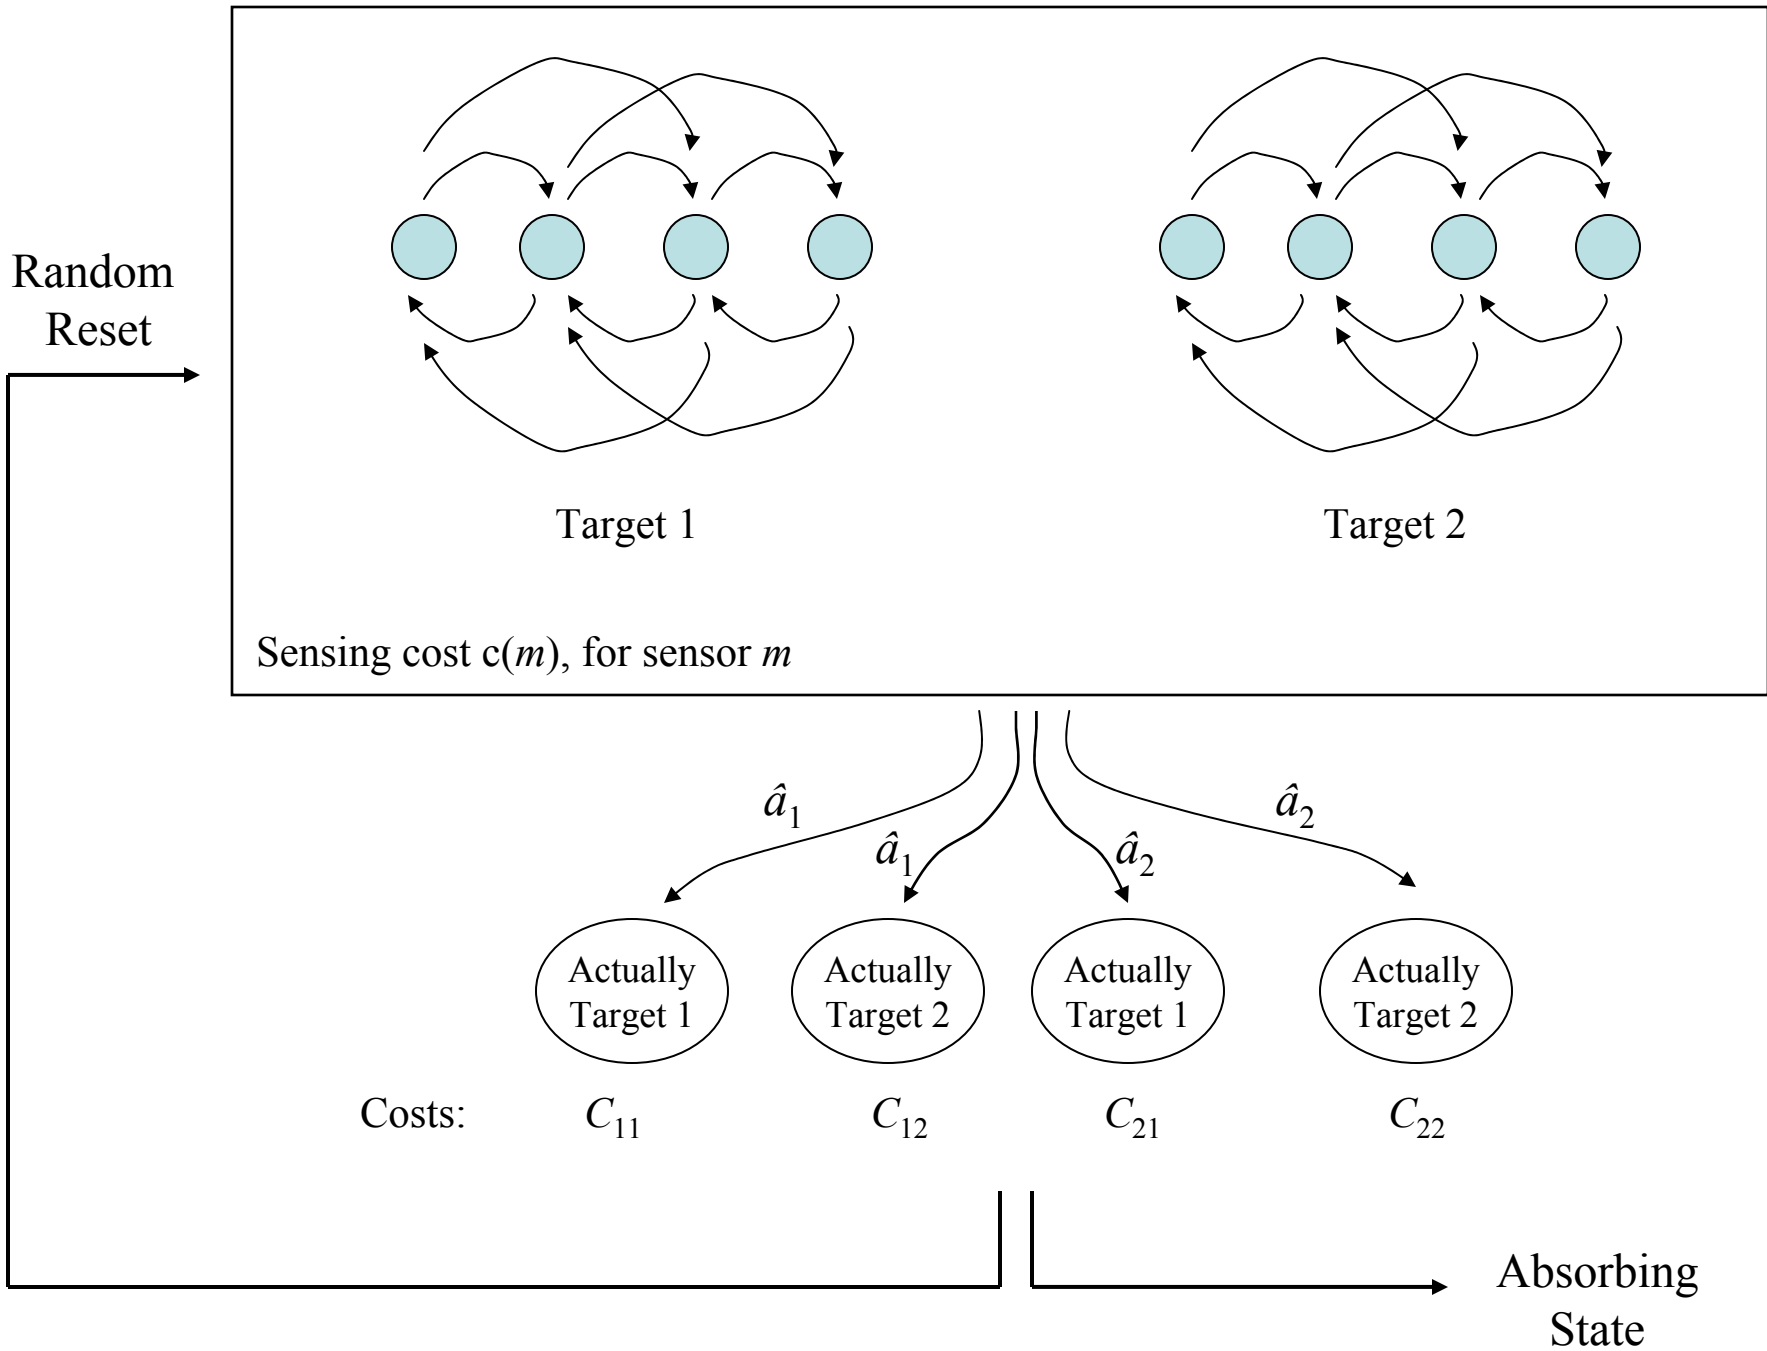 Random
Reset
Target 1
Target 2
Sensing cost c(m), for sensor m
â1
â1
â2
â2
Actually
Target 1
Actually
Target 2
Actually
Target 1
Actually
Target 2
Costs:
C11
C12
C21
C22
Absorbing
State